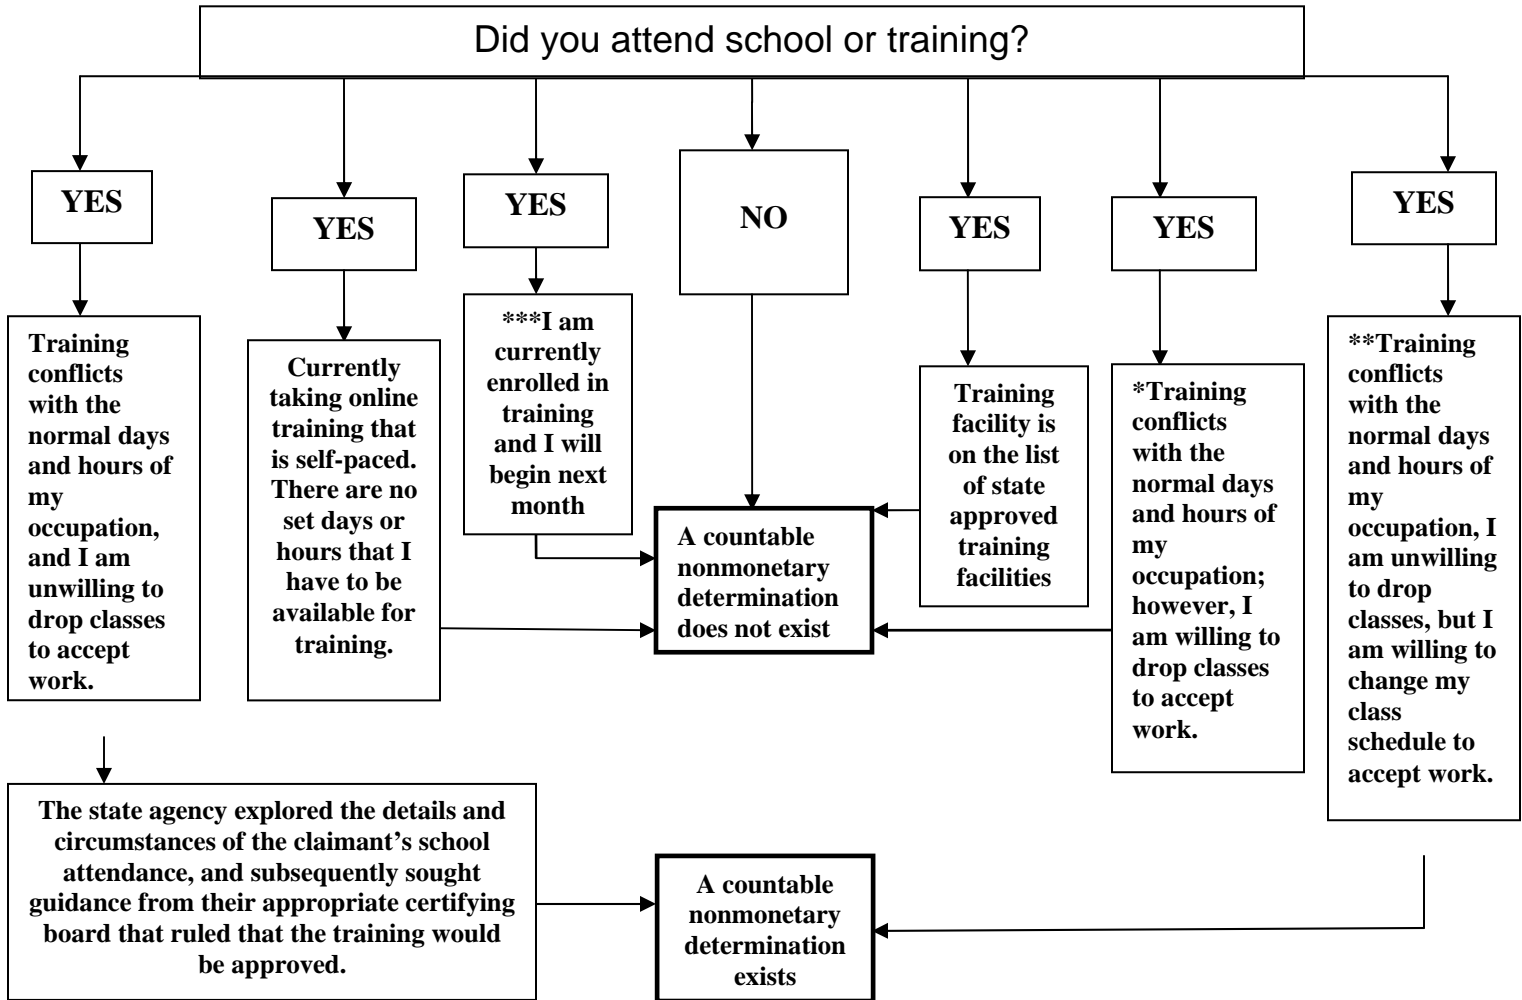 Did you attend school or training?
YES
YES
YES
NO
YES
YES
YES
Training
conflicts
with the
normal days
and hours of
my
occupation,
and I am
unwilling to
drop classes
to accept
work.
Currently
taking online
training that
is self-paced.
There are no
set days or
hours that I
have to be
available for
training.
***I am
currently
enrolled in
training
and I will
begin next
month
A countable
nonmonetary
determination
does not exist
Training
facility is
on the list
of state
approved
training
facilities
*Training
conflicts
with the
normal days
and hours of
my
occupation;
however, I
am willing to
drop classes
to accept
work.
**Training
conflicts
with the
normal days
and hours of
my
occupation, I
am unwilling
to drop
classes, but I
am willing to
change my
class
schedule to
accept work.
The state agency explored the details and
circumstances of the claimant’s school
attendance, and subsequently sought
guidance from their appropriate certifying
board that ruled that the training would
be approved.
A countable
nonmonetary
determination
exists